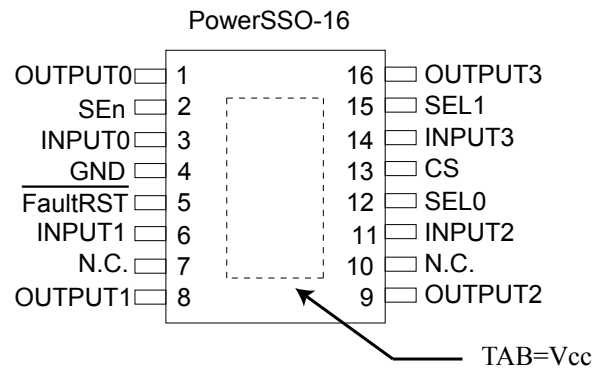 PowerSSO-16
OUTPUT0 1 16 OUTPUT3
SEn 2 15 SEL1
INPUT0 3 14 INPUT3
GND 4 13 CS
FaultRST 5 12 SEL0
INPUT1 6 11 INPUT2
N.C. 7 10 N.C.
OUTPUT1 8 9 OUTPUT2
TAB=Vcc